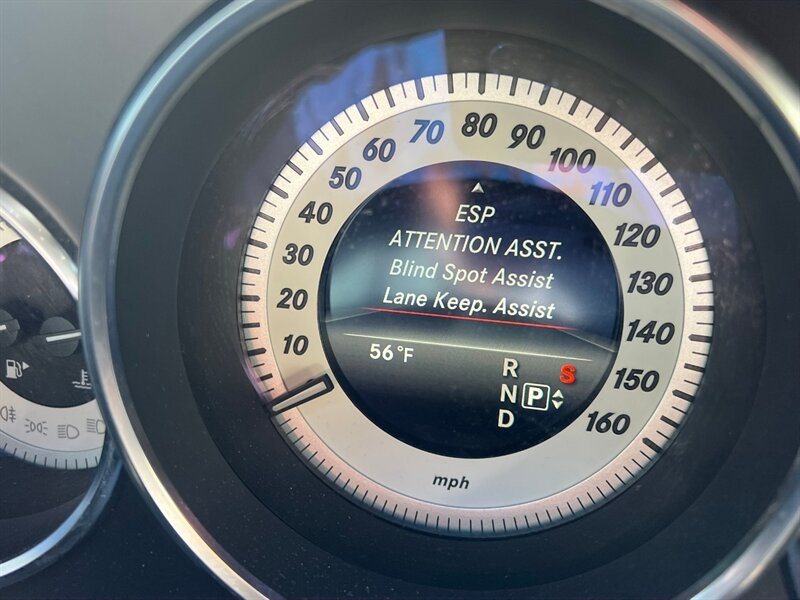 10
20
30
40
50
60
70
80
90
100
110
120
130
140
150
160
ESP
ATTENTION ASST.
Blind Spot Assist
Lane Keep. Assist
56°F
R
S
N P
D
mph